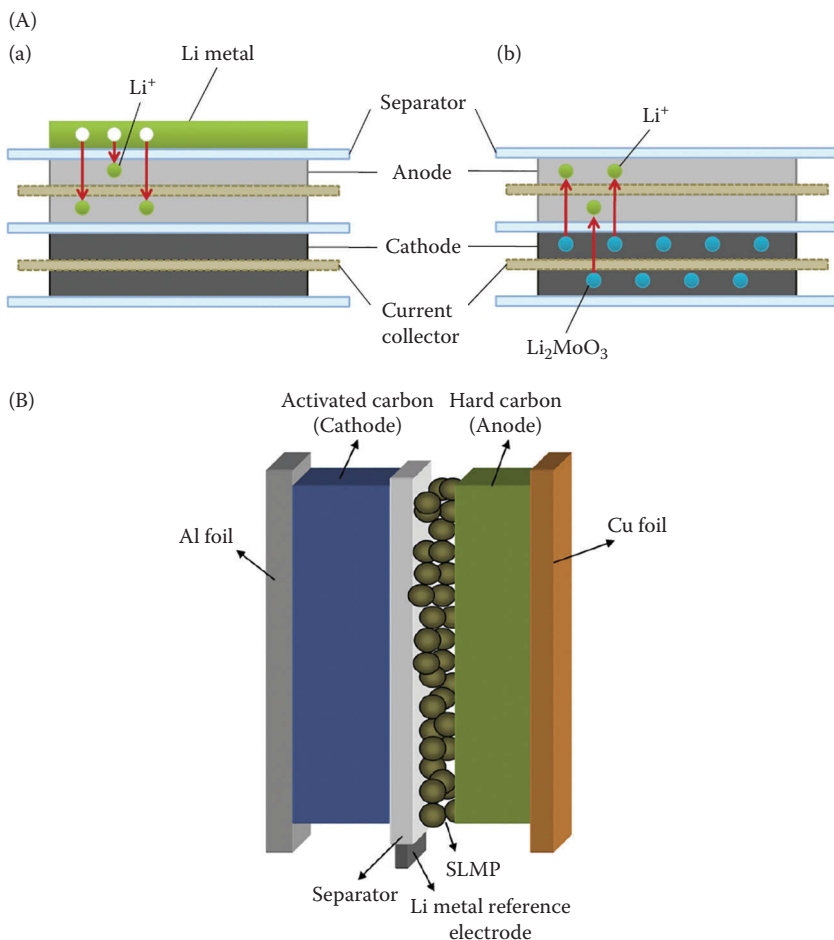 (A)
(a)
Li metal
Li+
Separator
Anode
Cathode
Current
collector
(b)
Li+
Li₂MoO₃
(B)
Activated carbon
(Cathode)
Hard carbon
(Anode)
Al foil
Cu foil
Separator
SLMP
Li metal reference
electrode